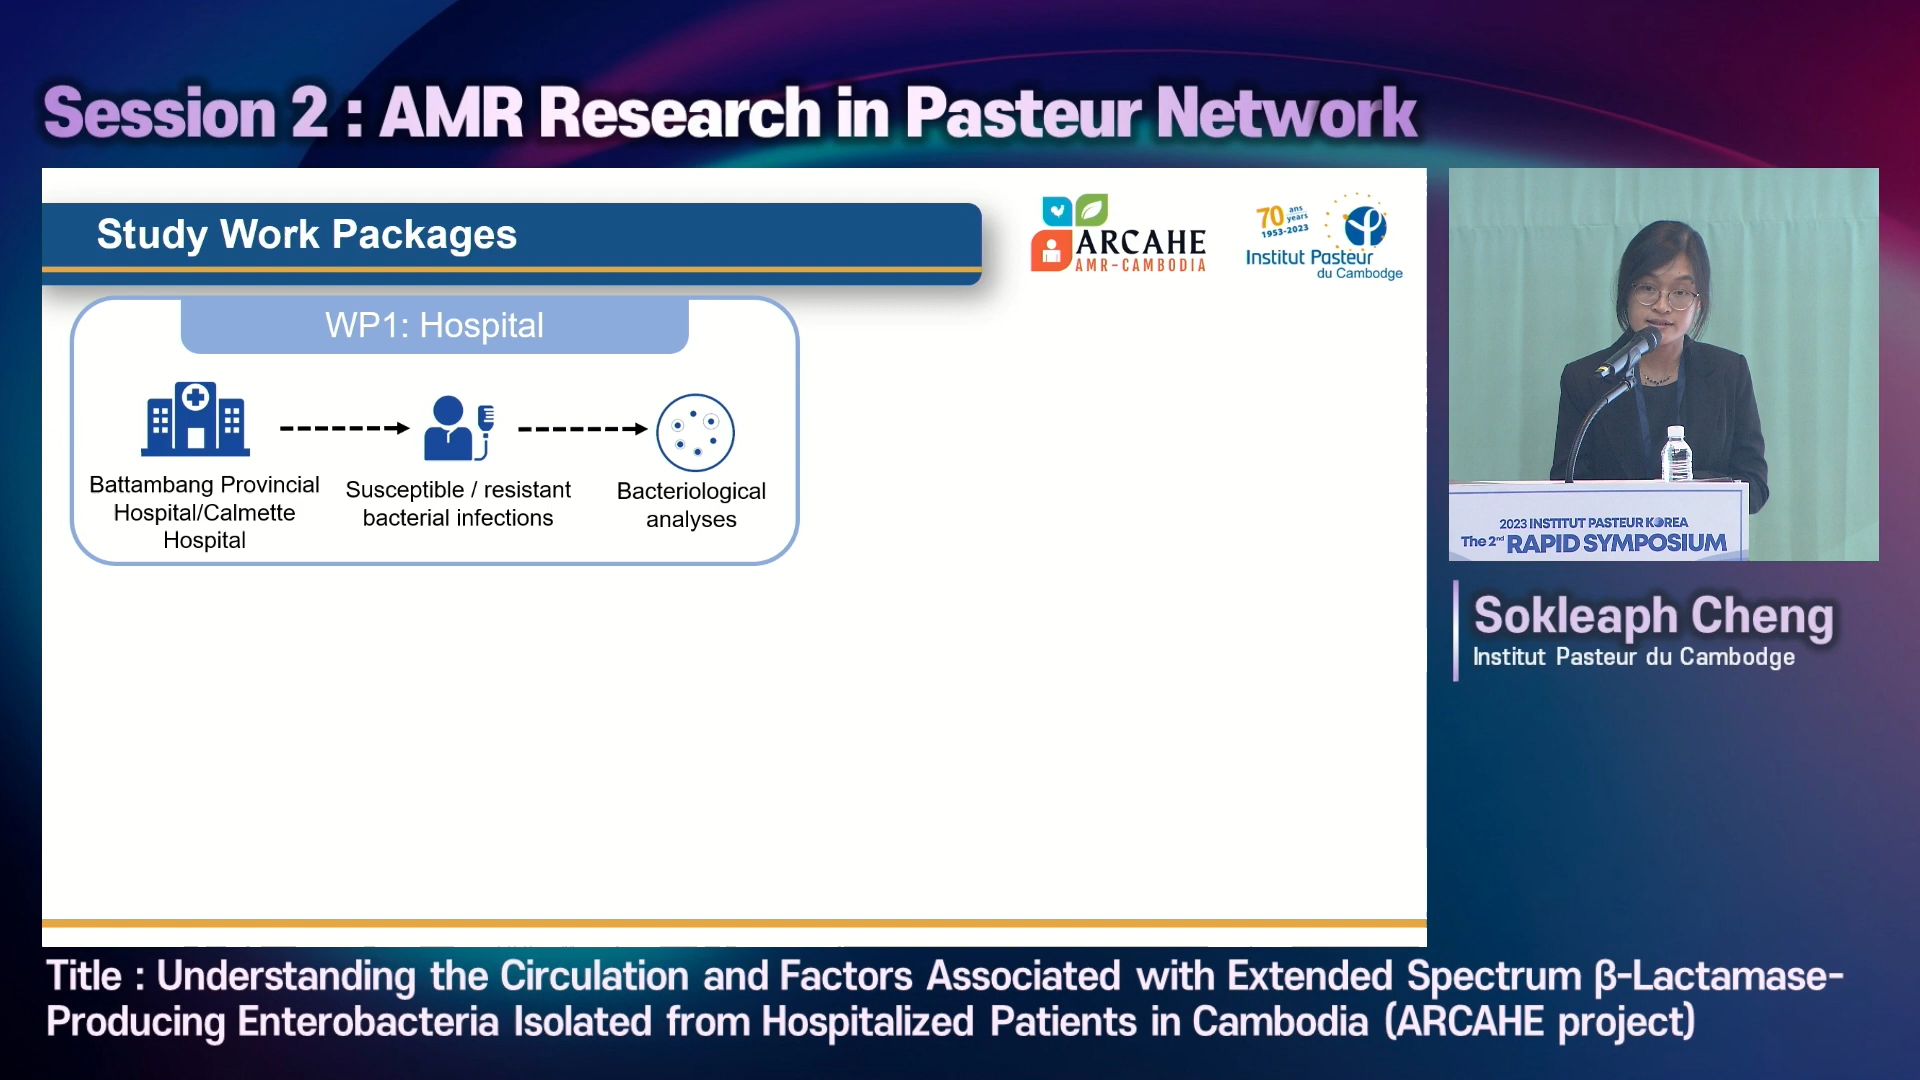 Session 2 : AMR Research in Pasteur Network
Study Work Packages
ARCAHE
AMR-CAMBODIA
70 ans years
1953-2023
Institut Pasteur
du Cambodge
WP1: Hospital
Battambang Provincial
Hospital/Calmette
Hospital
Susceptible / resistant
bacterial infections
Bacteriological
analyses
2023 INSTITUT PASTEUR KOREA
The 2nd RAPID SYMPOSIUM
Sokleaph Cheng
Institut Pasteur du Cambodge
Title : Understanding the Circulation and Factors Associated with Extended Spectrum β-Lactamase-
Producing Enterobacteria Isolated from Hospitalized Patients in Cambodia (ARCAHE project)